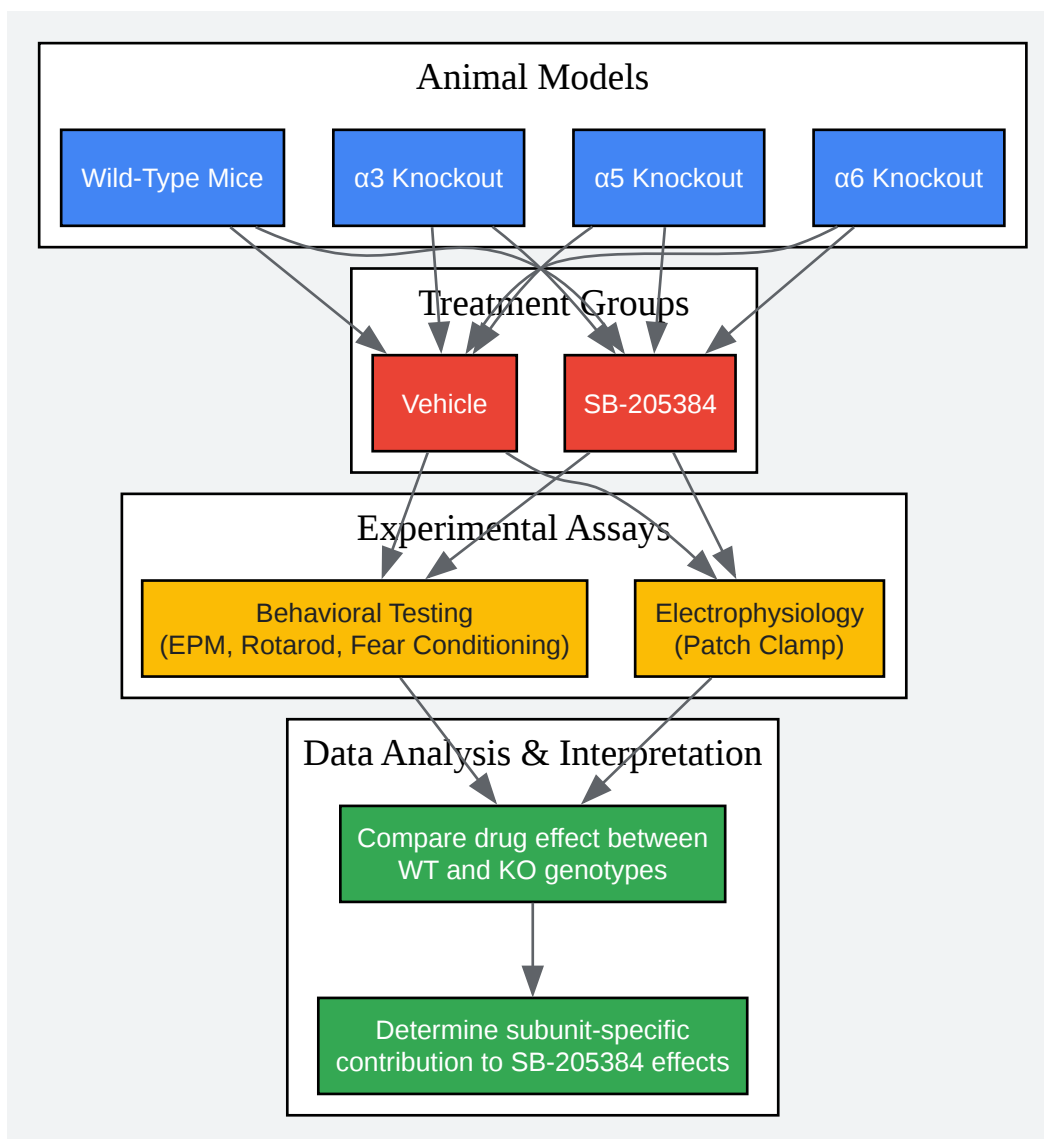 Animal Models
Wild-Type Mice
α3 Knockout
α5 Knockout
α6 Knockout
Treatment Groups
Vehicle
SB-205384
Experimental Assays
Behavioral Testing
(EPM, Rotarod, Fear Conditioning)
Electrophysiology
(Patch Clamp)
Data Analysis & Interpretation
Compare drug effect between
WT and KO genotypes
Determine subunit-specific
contribution to SB-205384 effects